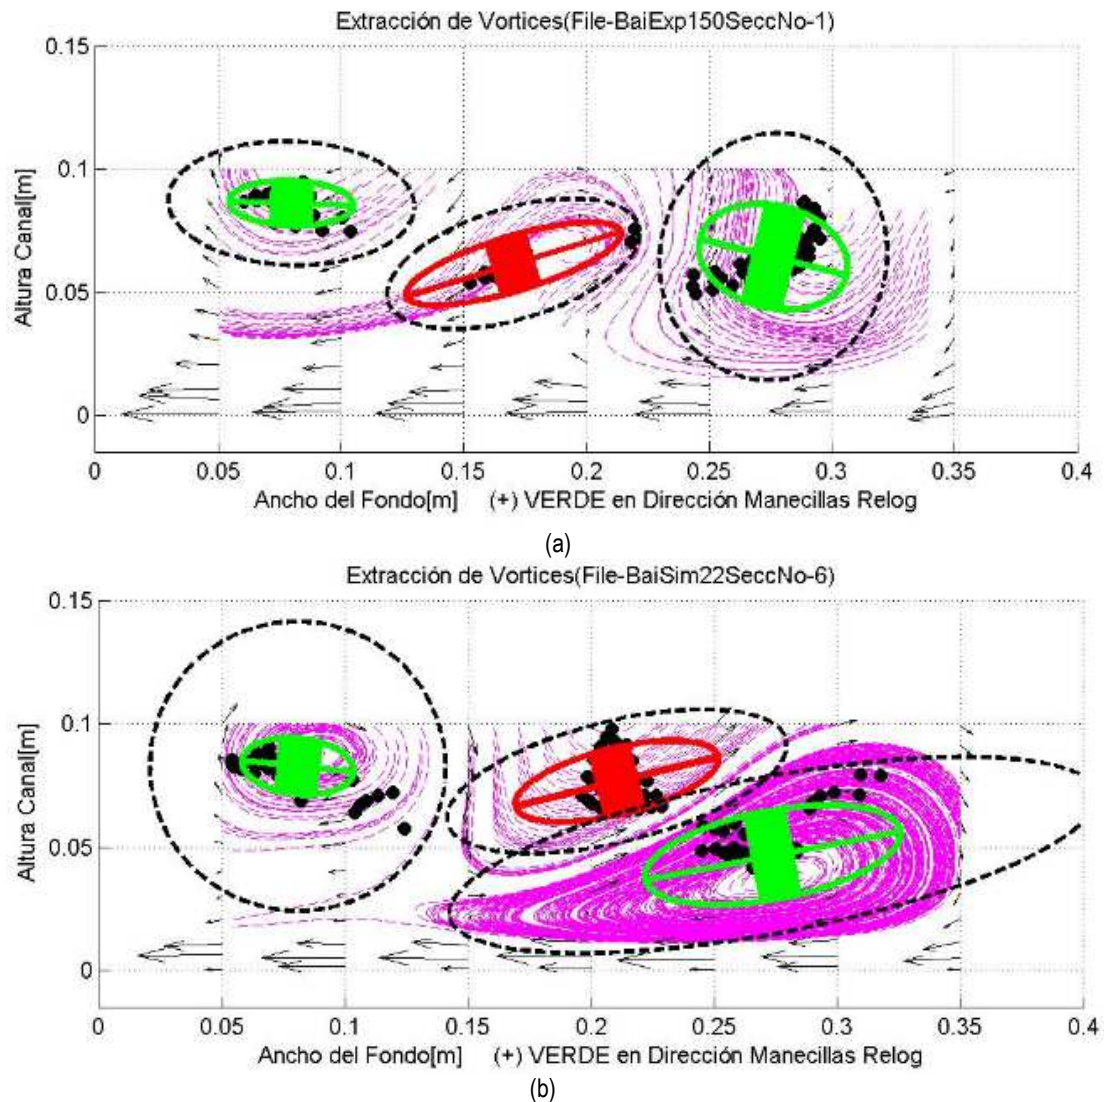 Extracción de Vortices(File-BaiExp150SeccNo-1)
0.15
0.1
0.05
0
Altura Canal[m]
0 0.05 0.1 0.15 0.2 0.25 0.3 0.35 0.4
Ancho del Fondo[m] (+) VERDE en Dirección Manecillas Relog
(a)
Extracción de Vortices(File-BaiSim22SeccNo-6)
0.15
0.1
0.05
0
Altura Canal[m]
0 0.05 0.1 0.15 0.2 0.25 0.3 0.35 0.4
Ancho del Fondo[m] (+) VERDE en Dirección Manecillas Relog
(b)